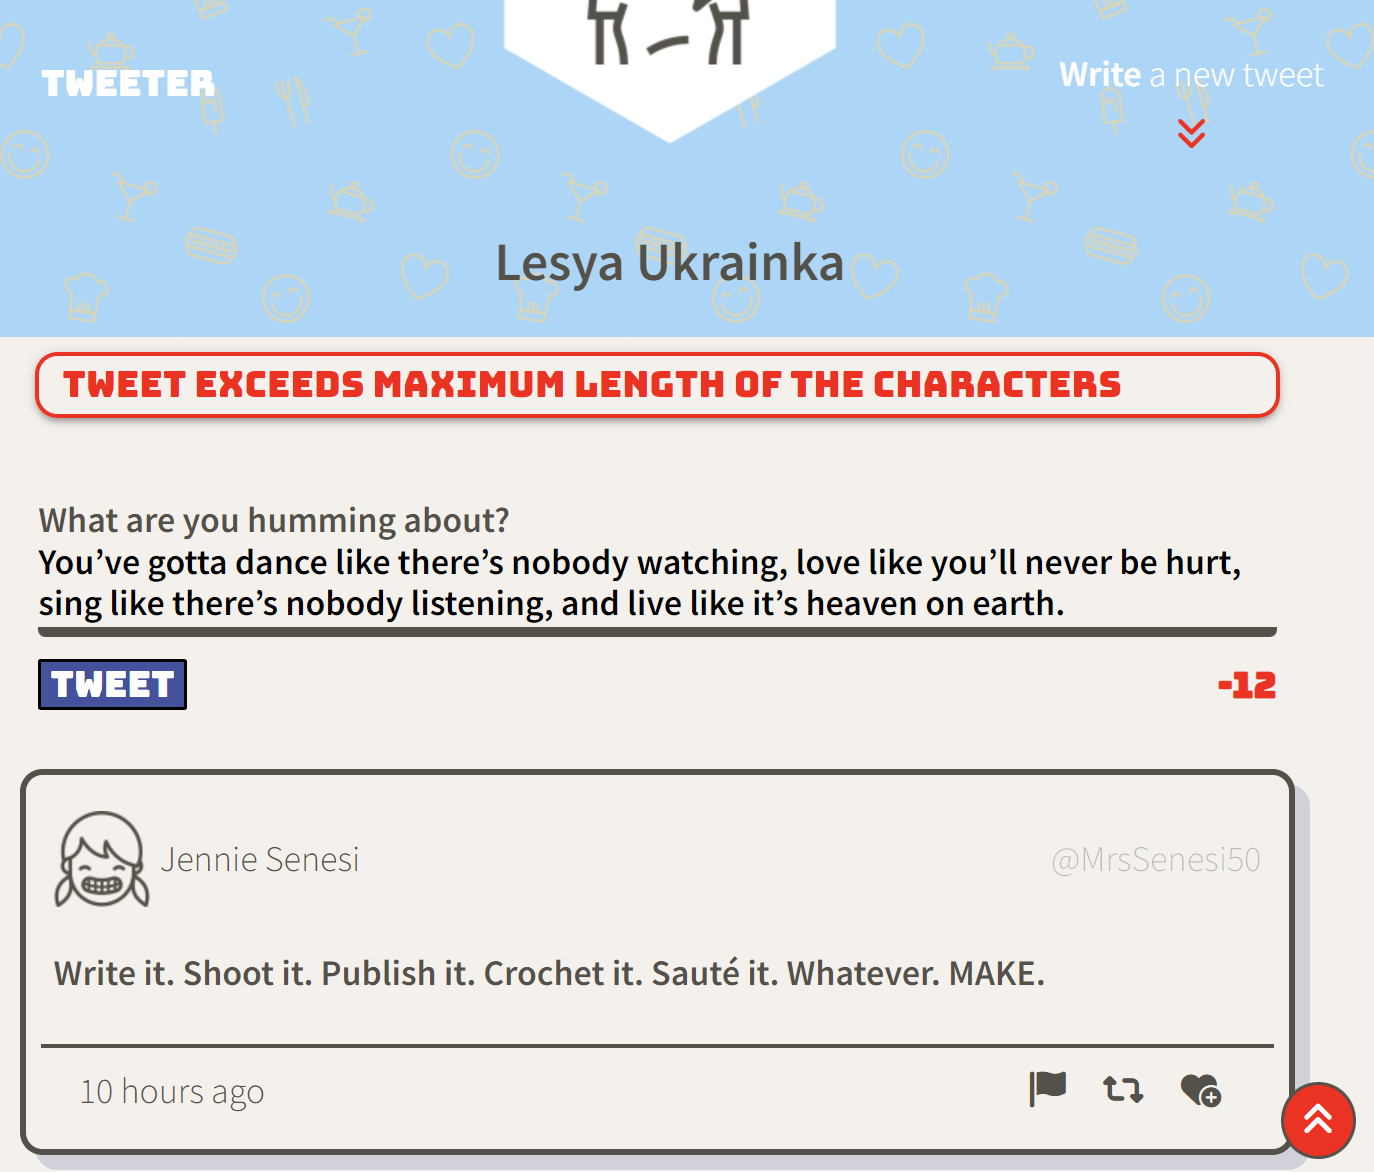 TWEETER
Write a new tweet
Lesya Ukrainka
TWEET EXCEEDS MAXIMUM LENGTH OF THE CHARACTERS
What are you humming about?
You’ve gotta dance like there’s nobody watching, love like you’ll never be hurt,
sing like there’s nobody listening, and live like it’s heaven on earth.
TWEET
-12
Jennie Senesi
@MrsSenesi50
Write it. Shoot it. Publish it. Crochet it. Sauté it. Whatever. MAKE.
10 hours ago